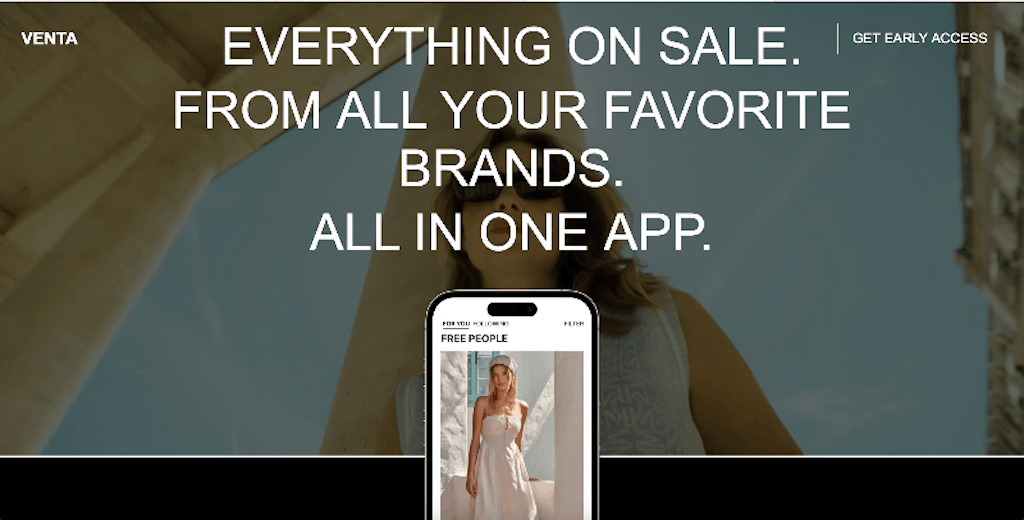 VENTA
GET EARLY ACCESS
EVERYTHING ON SALE.
FROM ALL YOUR FAVORITE
BRANDS.
ALL IN ONE APP.
FOR YOU FOLLOWING FILTER
FREE PEOPLE